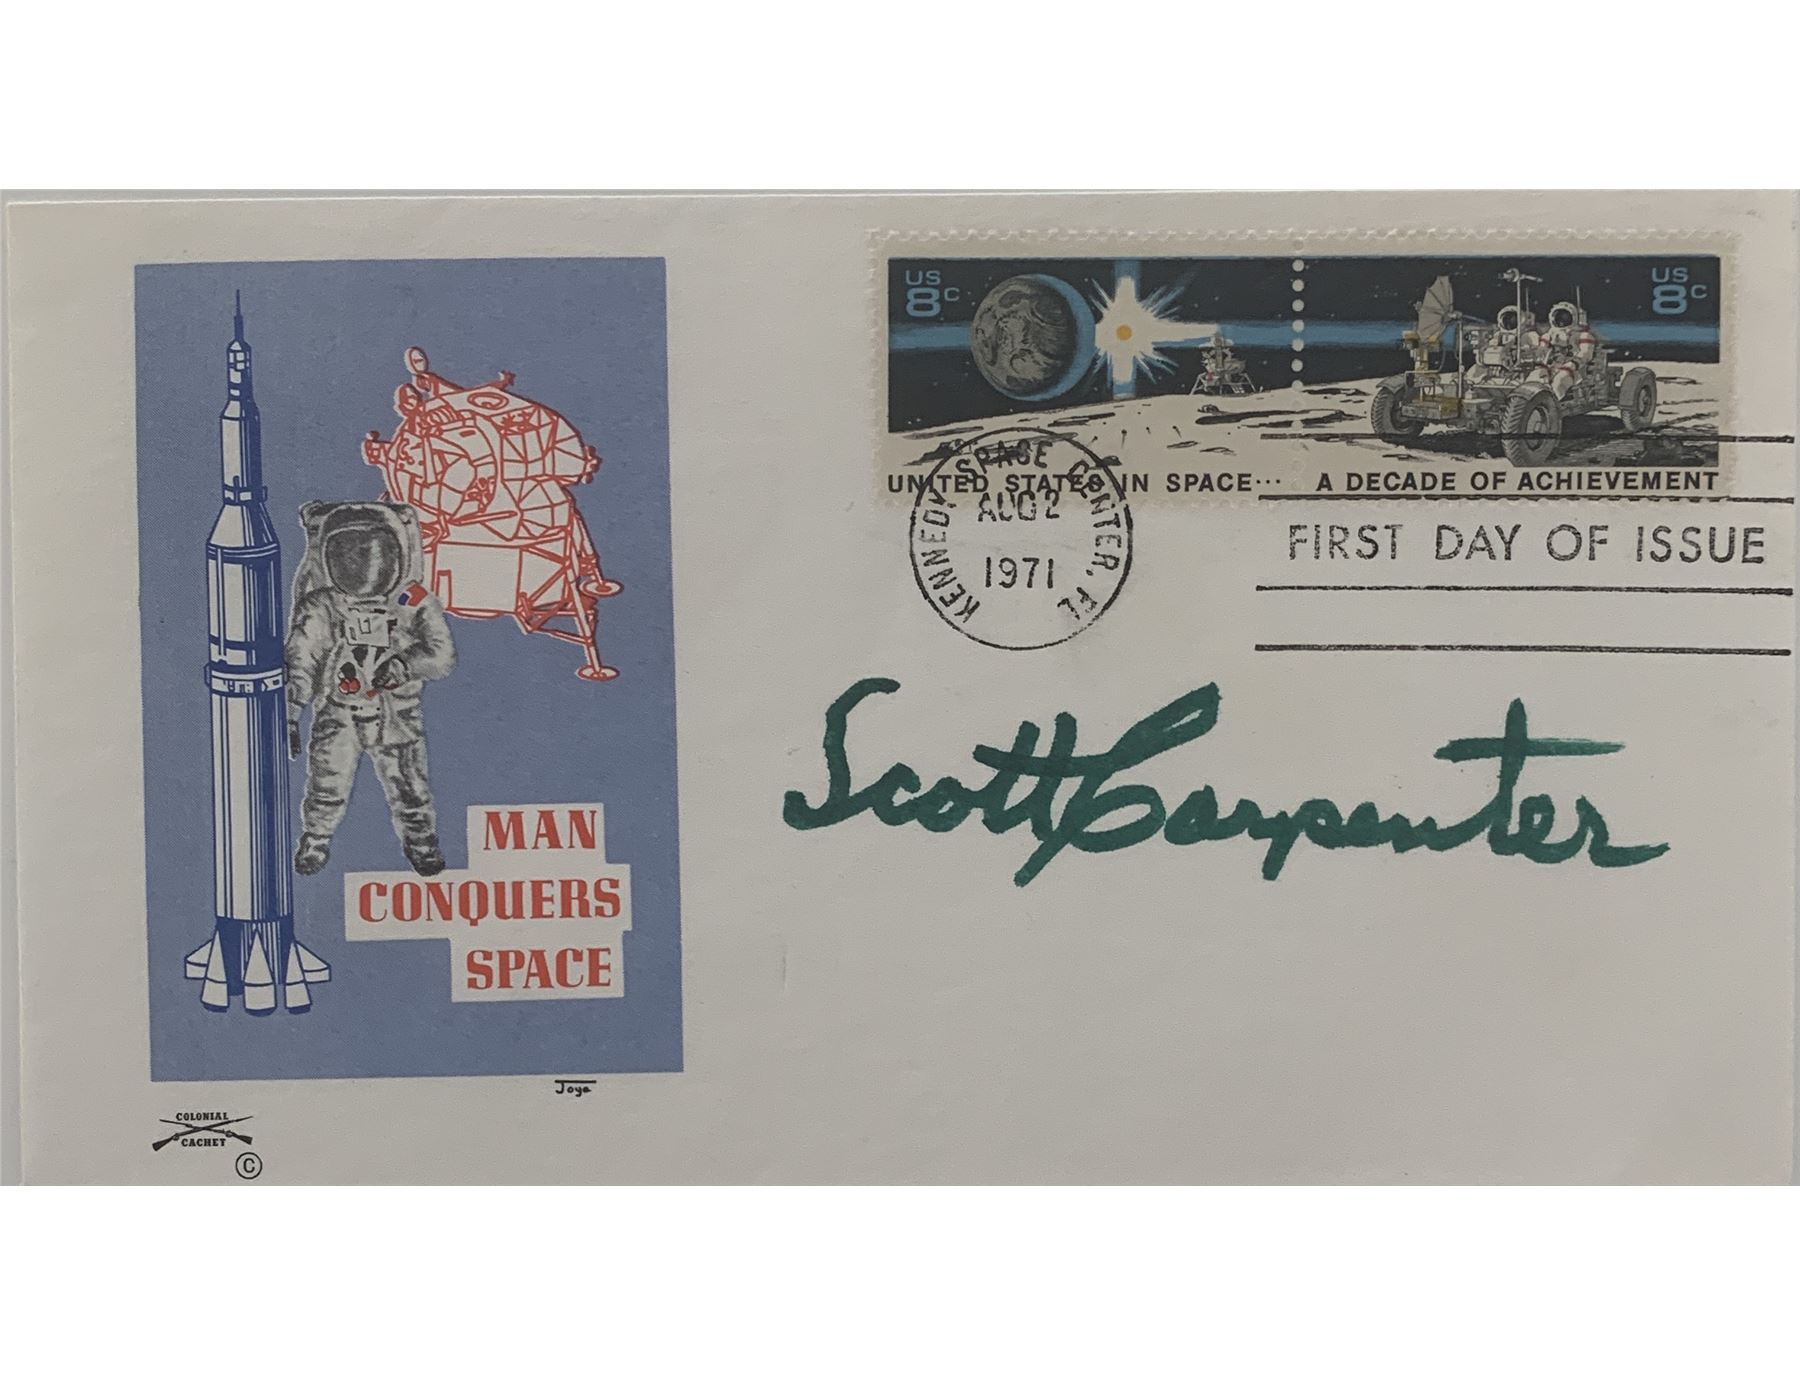 US
8c
US
8c
UNITED STATES IN SPACE... A DECADE OF ACHIEVEMENT
KENNEDY SPACE CENTER, FL
AUG 2
1971
FIRST DAY OF ISSUE
Scott Carpenter
MAN
CONQUERS
SPACE
Joye
COLONIAL
CACHET
©